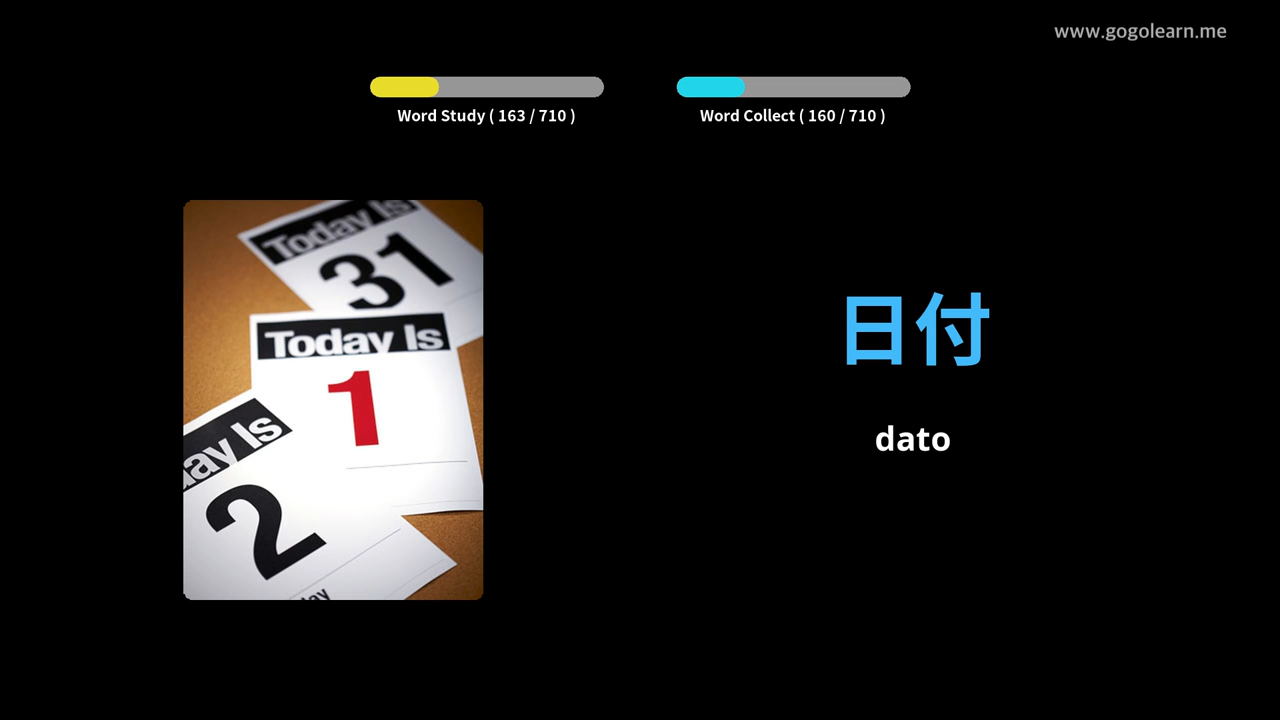 www.gogolearn.me
Word Study ( 163 / 710 )
Word Collect ( 160 / 710 )
Today Is
31
Today Is
1
ay Is
2
日付
dato